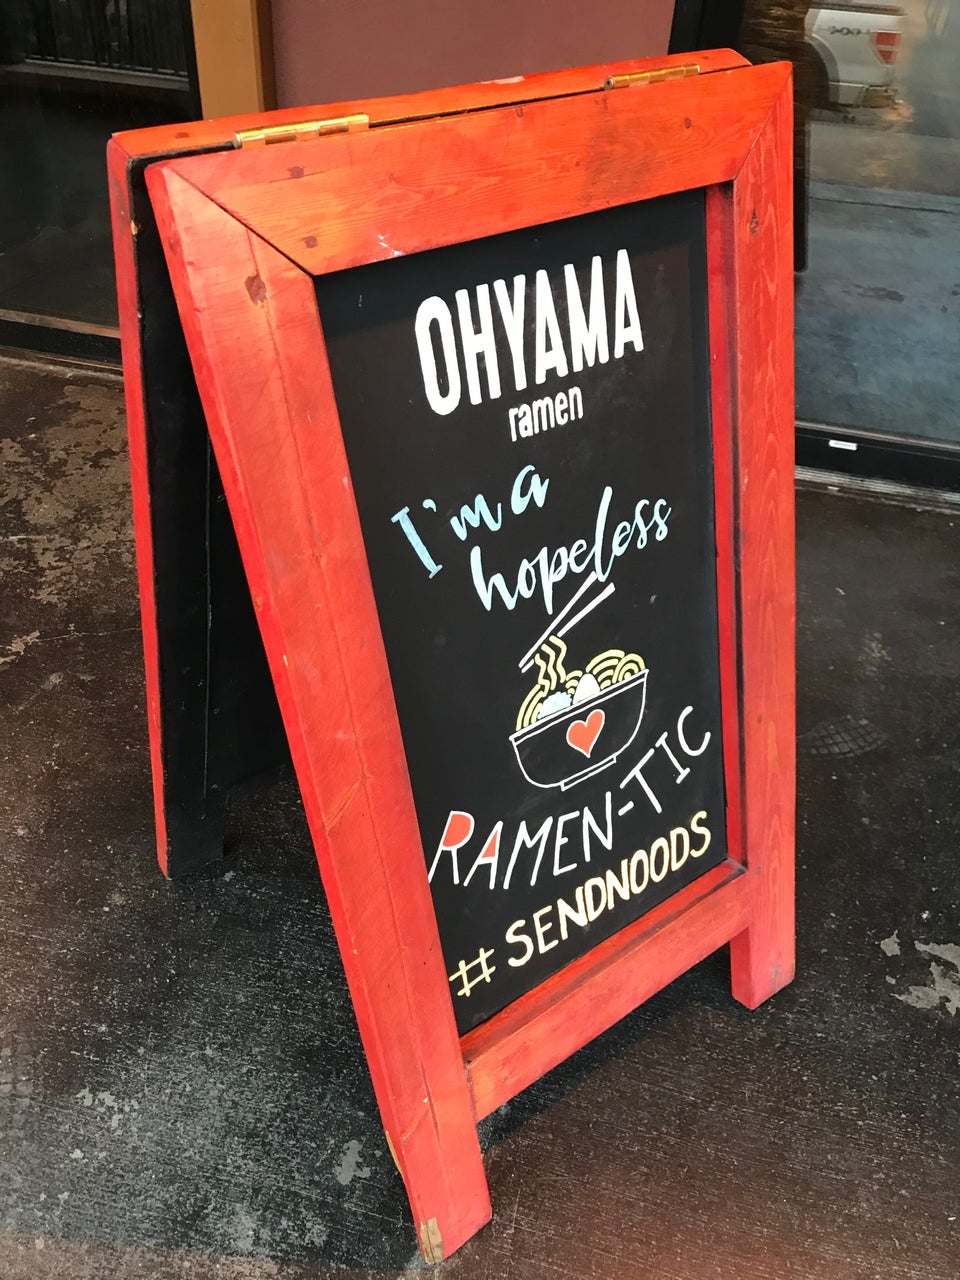 OHYAMA
ramen
I'm a
hopeless
RAMEN-TIC
#SENDNOODS